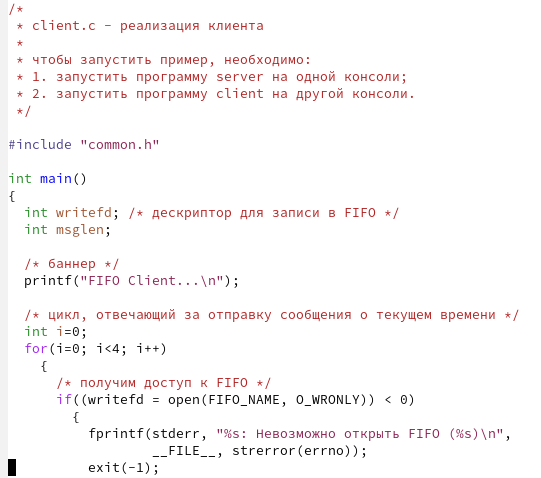 /*
 * client.c - реализация клиента
 *
 * чтобы запустить пример, необходимо:
 * 1. запустить программу server на одной консоли;
 * 2. запустить программу client на другой консоли.
 */

#include "common.h"

int main()
{
  int writefd; /* дескриптор для записи в FIFO */
  int msglen;

  /* баннер */
  printf("FIFO Client...\n");

  /* цикл, отвечающий за отправку сообщения о текущем времени */
  int i=0;
  for(i=0; i<4; i++)
    {
      /* получим доступ к FIFO */
      if((writefd = open(FIFO_NAME, O_WRONLY)) < 0)
        {
          fprintf(stderr, "%s: Невозможно открыть FIFO (%s)\n",
                  __FILE__, strerror(errno));
          exit(-1);